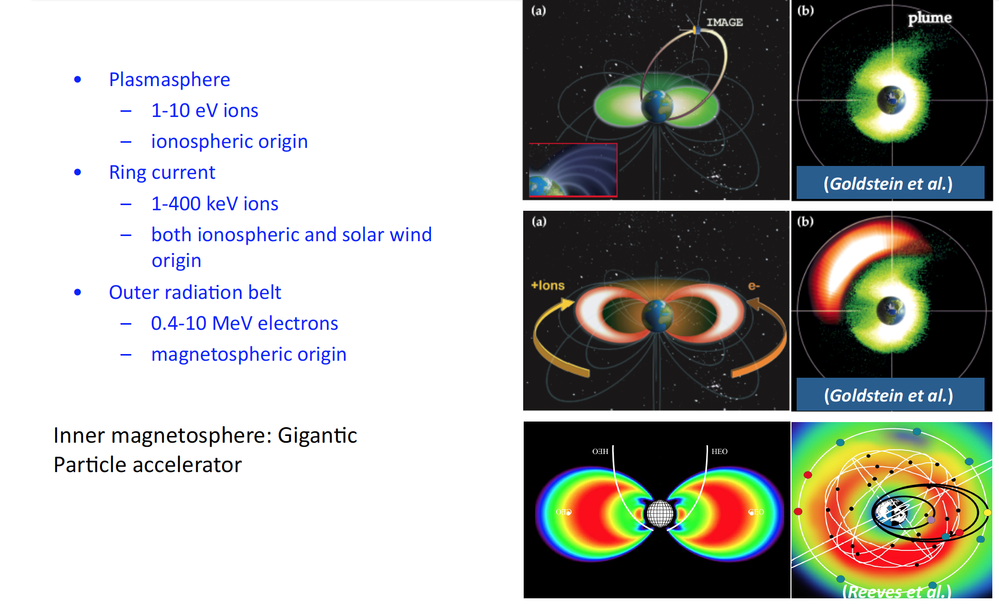 • Plasmasphere
– 1-10 eV ions
– ionospheric origin
• Ring current
– 1-400 keV ions
– both ionospheric and solar wind
origin
• Outer radiation belt
– 0.4-10 MeV electrons
– magnetospheric origin
Inner magnetosphere: Gigantic
Particle accelerator
(a)
IMAGE
(b)
plume
(Goldstein et al.)
(a)
+Ions
e-
(b)
(Goldstein et al.)
HEO
HEO
GEO
GEO
(Reeves et al.)